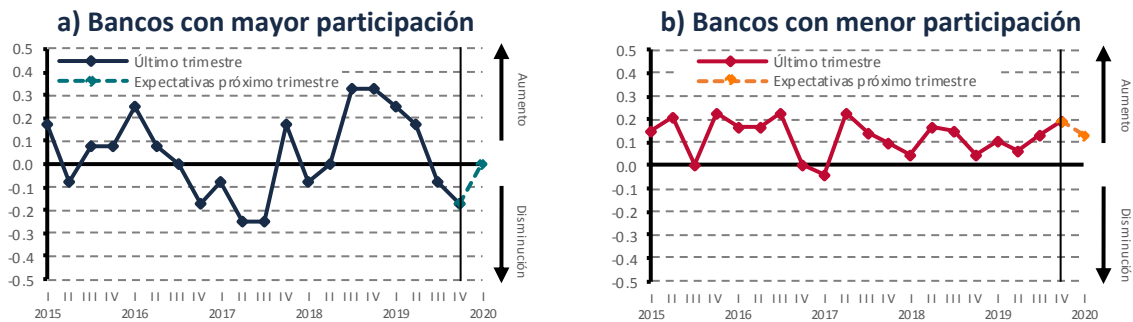 a) Bancos con mayor participación
0.5
0.4
0.3
0.2
0.1
0.0
-0.1
-0.2
-0.3
-0.4
-0.5
Último trimestre
Expectativas próximo trimestre
Aumento
Disminución
I II III IV I II III IV I II III IV I II III IV I II III IV I
2015 2016 2017 2018 2019 2020
b) Bancos con menor participación
0.5
0.4
0.3
0.2
0.1
0.0
-0.1
-0.2
-0.3
-0.4
-0.5
Último trimestre
Expectativas próximo trimestre
Aumento
Disminución
I II III IV I II III IV I II III IV I II III IV I II III IV I
2015 2016 2017 2018 2019 2020